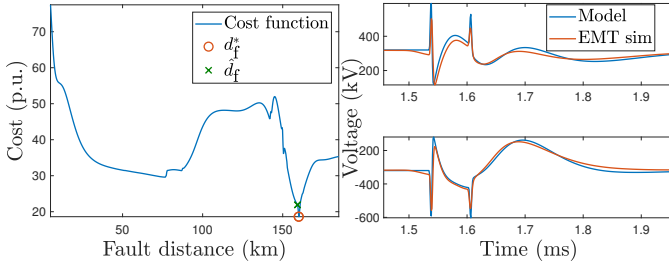 Cost function
d*f
d̂f
70
60
50
40
30
20
50
100
150
Cost (p.u.)
Fault distance (km)
Model
EMT sim
400
200
1.5
1.6
1.7
1.8
1.9
-200
-400
-600
1.5
1.6
1.7
1.8
1.9
Voltage (kV)
Time (ms)